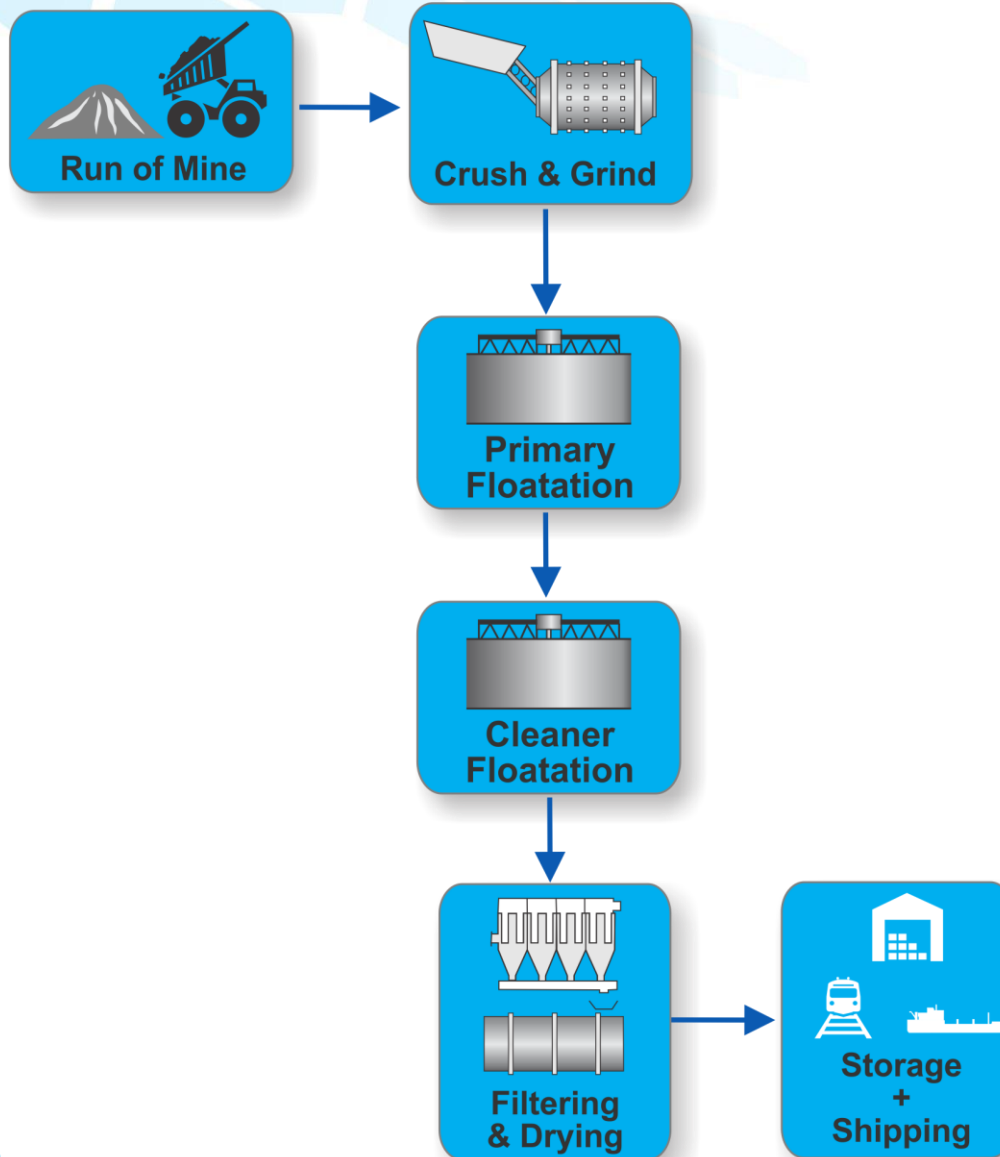 Run of Mine
Crush & Grind
Primary
Floatation
Cleaner
Floatation
Filtering
& Drying
Storage
+
Shipping